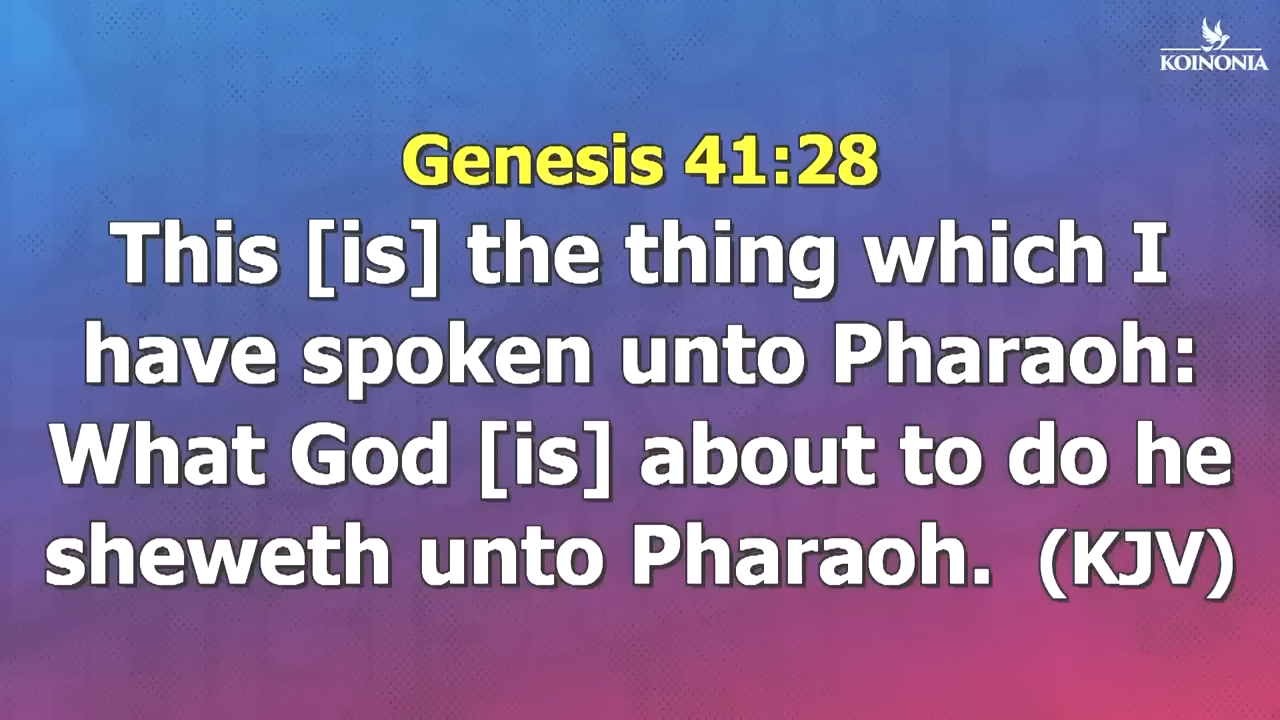 KOINONIA
Genesis 41:28
This [is] the thing which I
have spoken unto Pharaoh:
What God [is] about to do he
sheweth unto Pharaoh. (KJV)